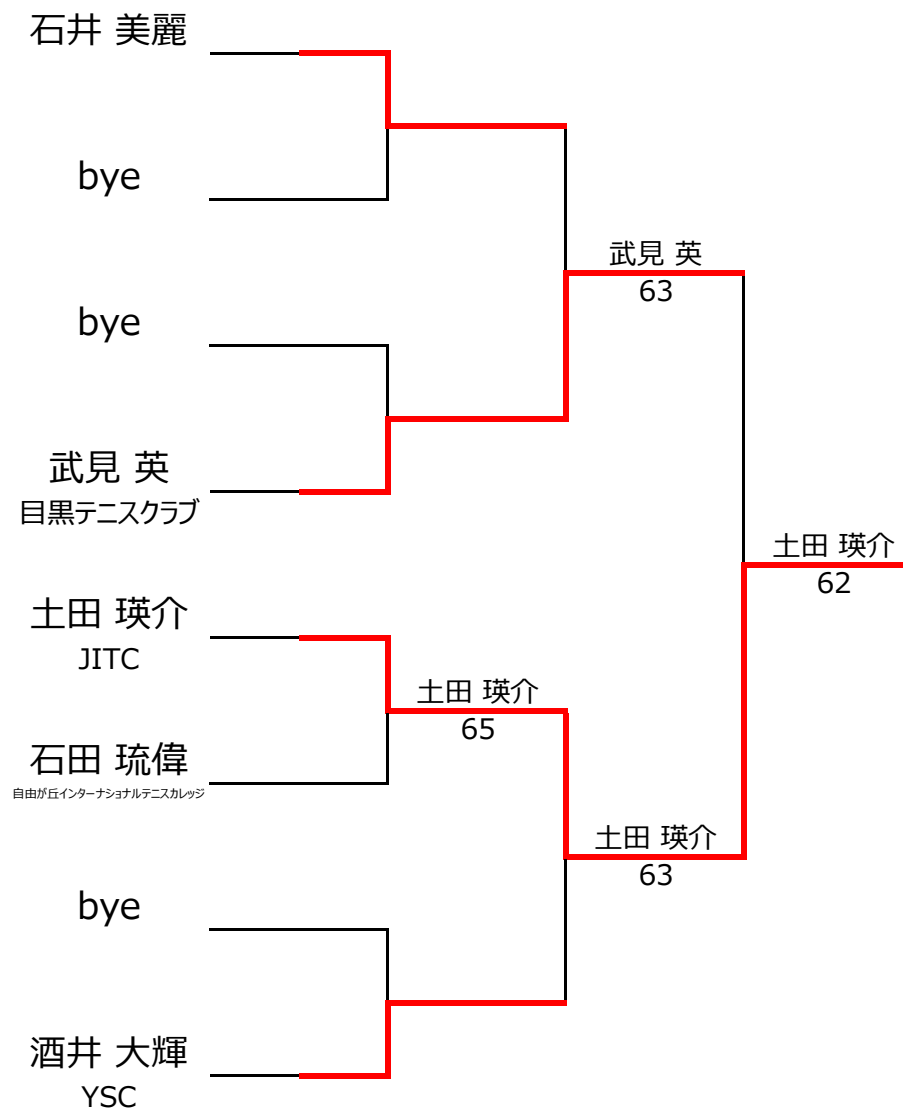 石井 美麗
bye
bye
武見 英
目黒テニスクラブ
土田 瑛介
JITC
石田 琉偉
自由が丘インターナショナルテニスカレッジ
bye
酒井 大輝
YSC
土田 瑛介
65
武見 英
63
土田 瑛介
63
土田 瑛介
62